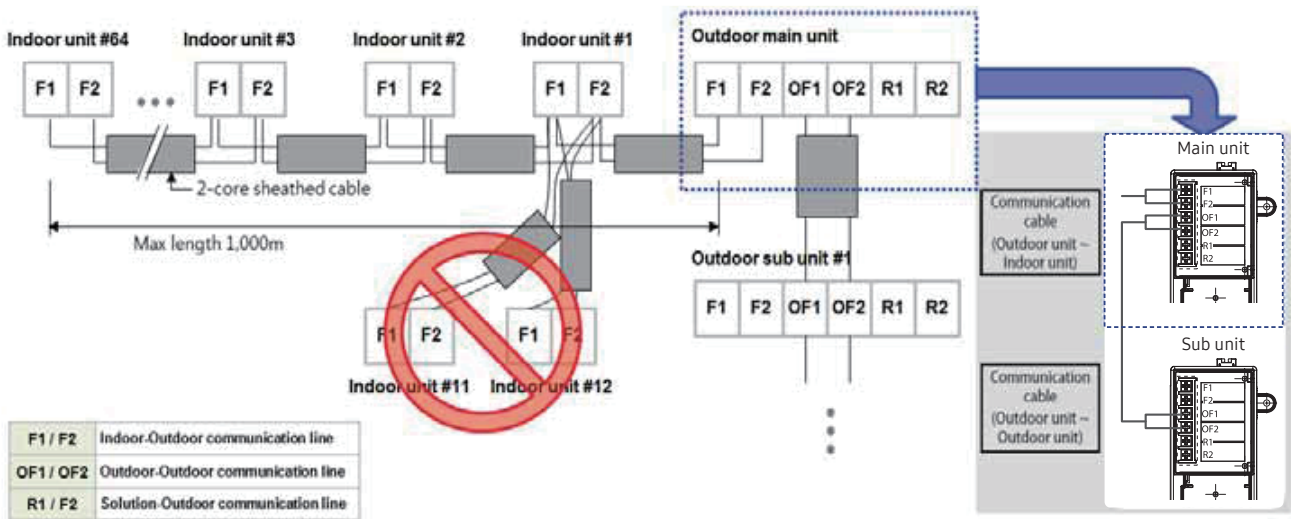 Indoor unit #64
Indoor unit #3
Indoor unit #2
Indoor unit #1
Outdoor main unit
F1 F2
F1 F2
F1 F2
F1 F2
F1 F2 OF1 OF2 R1 R2
2-core sheathed cable
Max length 1,000m
F1 F2
F1 F2
Indoor unit #11
Indoor unit #12
Outdoor sub unit #1
F1 F2 OF1 OF2 R1 R2
F1 / F2 Indoor-Outdoor communication line
OF1 / OF2 Outdoor-Outdoor communication line
R1 / F2 Solution-Outdoor communication line
Communication
cable
(Outdoor unit ~
Indoor unit)
Communication
cable
(Outdoor unit ~
Outdoor unit)
Main unit
F1
F2
OF1
OF2
R1
R2
Sub unit
F1
F2
OF1
OF2
R1
R2